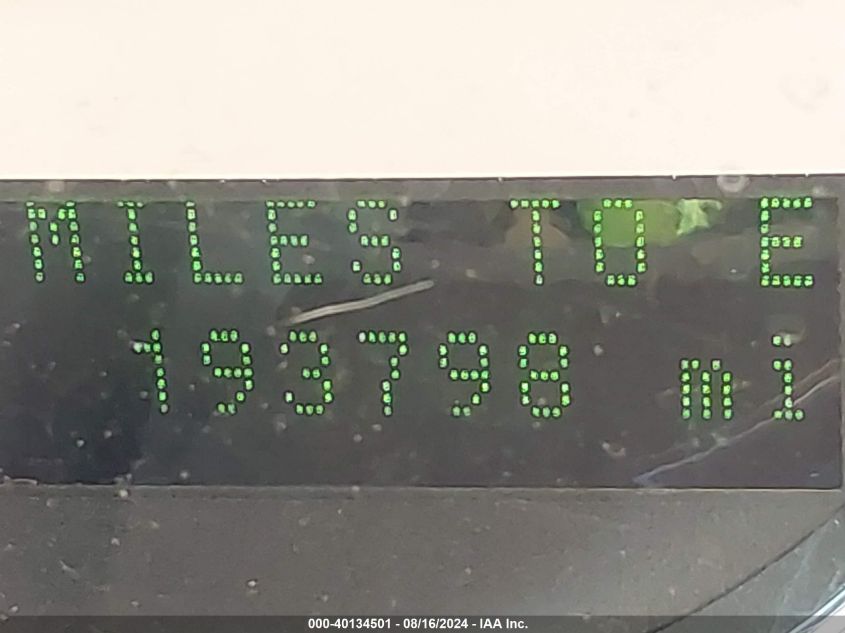 MILES TO E
193798 mi
000-40134501 - 08/16/2024 - IAA Inc.